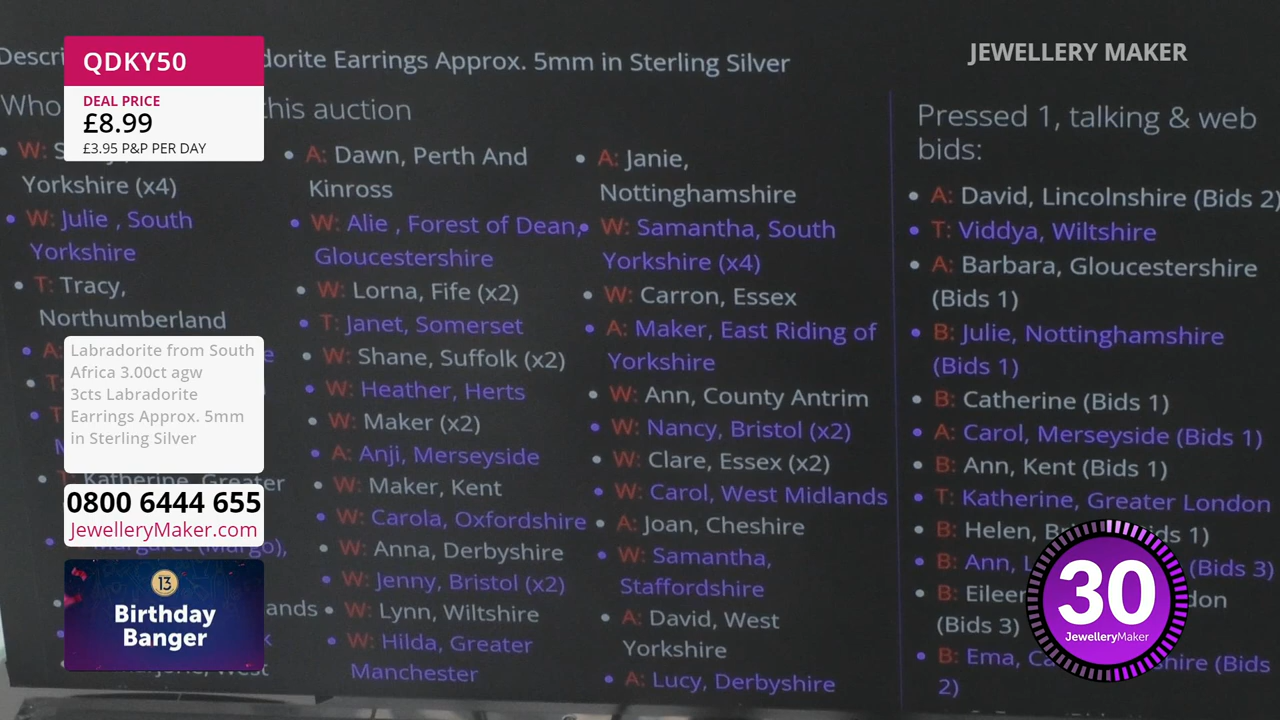 QDKY50
DEAL PRICE
£8.99
£3.95 P&P PER DAY
JEWELLERY MAKER
Earrings Approx. 5mm in Sterling Silver
Who
this auction
W:
Yorkshire (x4)
W: Julie , South
Yorkshire
T: Tracy,
Northumberland
A: Dawn, Perth And
Kinross
W: Alie , Forest of Dean,
Gloucestershire
W: Lorna, Fife (x2)
T: Janet, Somerset
W: Shane, Suffolk (x2)
W: Heather, Herts
W: Maker (x2)
A: Anji, Merseyside
W: Maker, Kent
W: Carola, Oxfordshire
W: Anna, Derbyshire
W: Jenny, Bristol (x2)
W: Lynn, Wiltshire
W: Hilda, Greater
Manchester
A: Janie,
Nottinghamshire
W: Samantha, South
Yorkshire (x4)
W: Carron, Essex
A: Maker, East Riding of
Yorkshire
W: Ann, County Antrim
W: Nancy, Bristol (x2)
W: Clare, Essex (x2)
W: Carol, West Midlands
A: Joan, Cheshire
W: Samantha,
Staffordshire
A: David, West
Yorkshire
A: Lucy, Derbyshire
Pressed 1, talking & web
bids:
A: David, Lincolnshire (Bids 2)
T: Viddya, Wiltshire
A: Barbara, Gloucestershire
(Bids 1)
B: Julie, Nottinghamshire
(Bids 1)
B: Catherine (Bids 1)
A: Carol, Merseyside (Bids 1)
B: Ann, Kent (Bids 1)
T: Katherine, Greater London
B: Helen,
B: Ann, (Bids 3)
B: Eileen
(Bids 3)
B: Ema, (Bids
2)
Labradorite from South
Africa 3.00ct agw
3cts Labradorite
Earrings Approx. 5mm
in Sterling Silver
0800 6444 655
JewelleryMaker.com
13
Birthday
Banger
30
JewelleryMaker